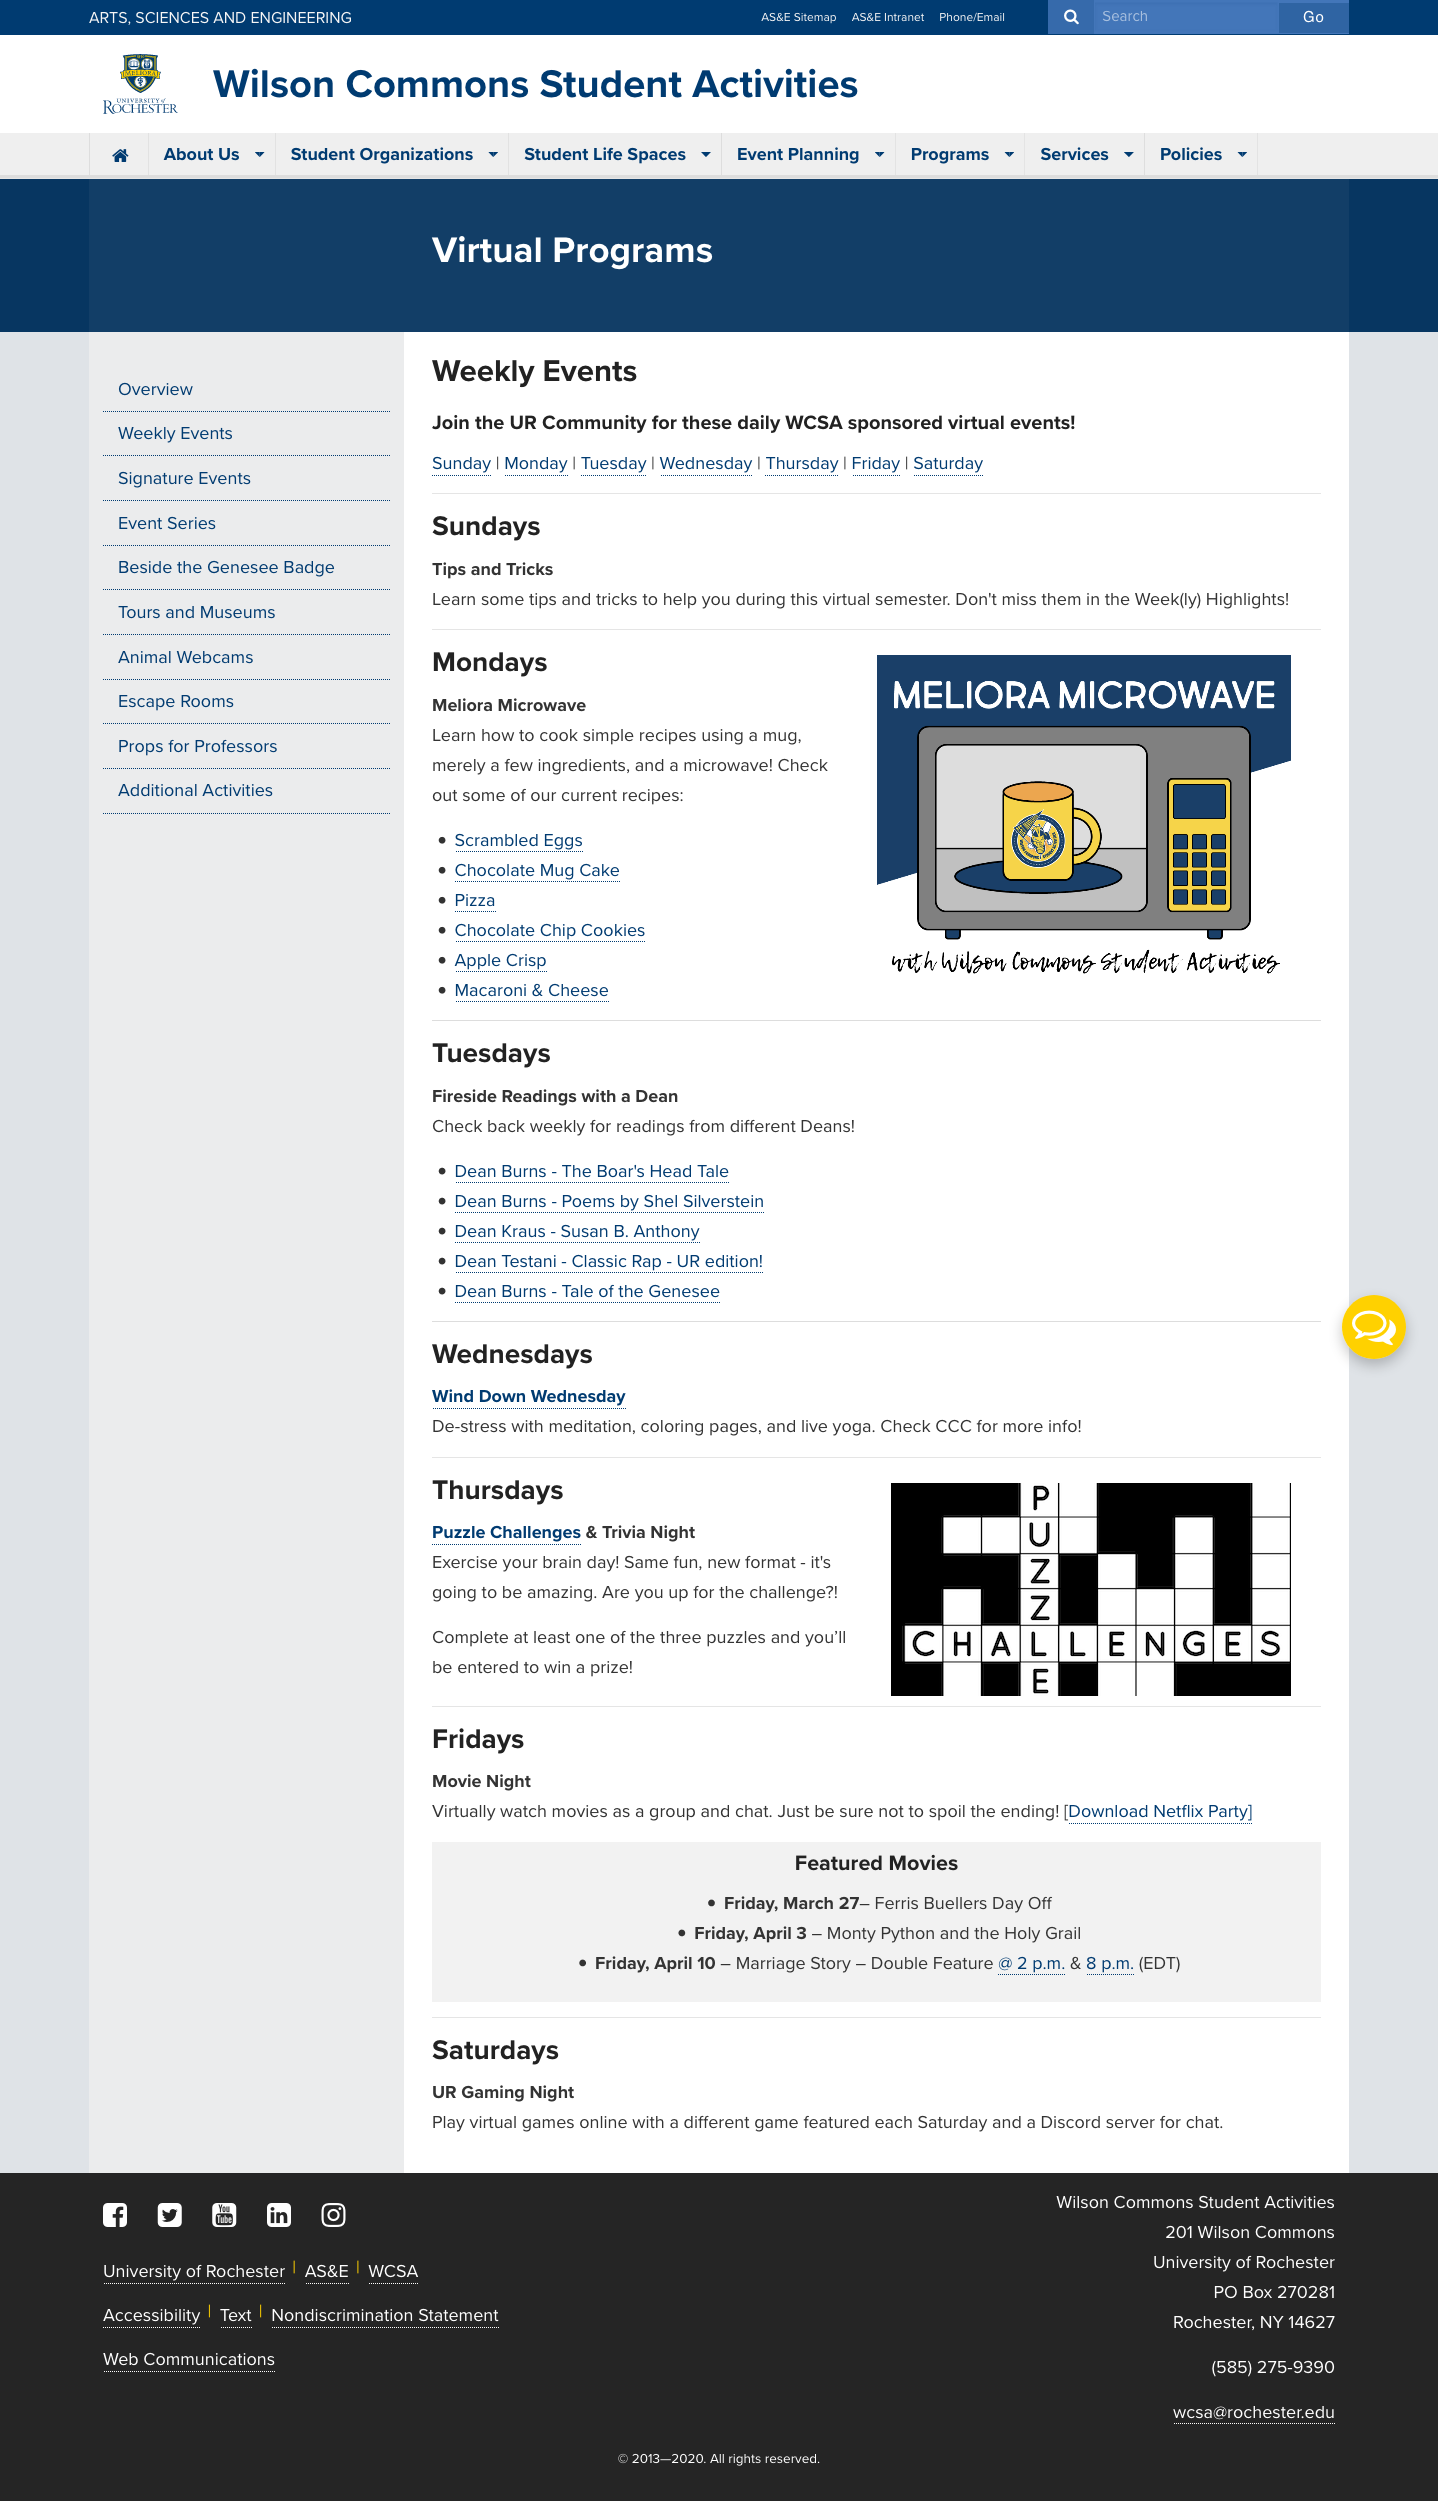 ARTS, SCIENCES AND ENGINEERING
AS&E Sitemap AS&E Intranet Phone/Email
Search Go
MELIORA
UNIVERSITY of
ROCHESTER
Wilson Commons Student Activities
About Us Student Organizations Student Life Spaces Event Planning Programs Services Policies
Virtual Programs
Overview
Weekly Events
Signature Events
Event Series
Beside the Genesee Badge
Tours and Museums
Animal Webcams
Escape Rooms
Props for Professors
Additional Activities
Weekly Events
Join the UR Community for these daily WCSA sponsored virtual events!
Sunday | Monday | Tuesday | Wednesday | Thursday | Friday | Saturday
Sundays
Tips and Tricks
Learn some tips and tricks to help you during this virtual semester. Don't miss them in the Week(ly) Highlights!
Mondays
Meliora Microwave
Learn how to cook simple recipes using a mug,
merely a few ingredients, and a microwave! Check
out some of our current recipes:
• Scrambled Eggs
• Chocolate Mug Cake
• Pizza
• Chocolate Chip Cookies
• Apple Crisp
• Macaroni & Cheese
MELIORA MICROWAVE
with Wilson Commons Student Activities
Tuesdays
Fireside Readings with a Dean
Check back weekly for readings from different Deans!
• Dean Burns - The Boar's Head Tale
• Dean Burns - Poems by Shel Silverstein
• Dean Kraus - Susan B. Anthony
• Dean Testani - Classic Rap - UR edition!
• Dean Burns - Tale of the Genesee
Wednesdays
Wind Down Wednesday
De-stress with meditation, coloring pages, and live yoga. Check CCC for more info!
Thursdays
Puzzle Challenges & Trivia Night
Exercise your brain day! Same fun, new format - it's
going to be amazing. Are you up for the challenge?!
Complete at least one of the three puzzles and you’ll
be entered to win a prize!
PUZZLE
CHALLENGES
Fridays
Movie Night
Virtually watch movies as a group and chat. Just be sure not to spoil the ending! [Download Netflix Party]
Featured Movies
• Friday, March 27– Ferris Buellers Day Off
• Friday, April 3 – Monty Python and the Holy Grail
• Friday, April 10 – Marriage Story – Double Feature @ 2 p.m. & 8 p.m. (EDT)
Saturdays
UR Gaming Night
Play virtual games online with a different game featured each Saturday and a Discord server for chat.
You Tube in
University of Rochester | AS&E | WCSA
Accessibility | Text | Nondiscrimination Statement
Web Communications
Wilson Commons Student Activities
201 Wilson Commons
University of Rochester
PO Box 270281
Rochester, NY 14627
(585) 275-9390
wcsa@rochester.edu
© 2013—2020. All rights reserved.